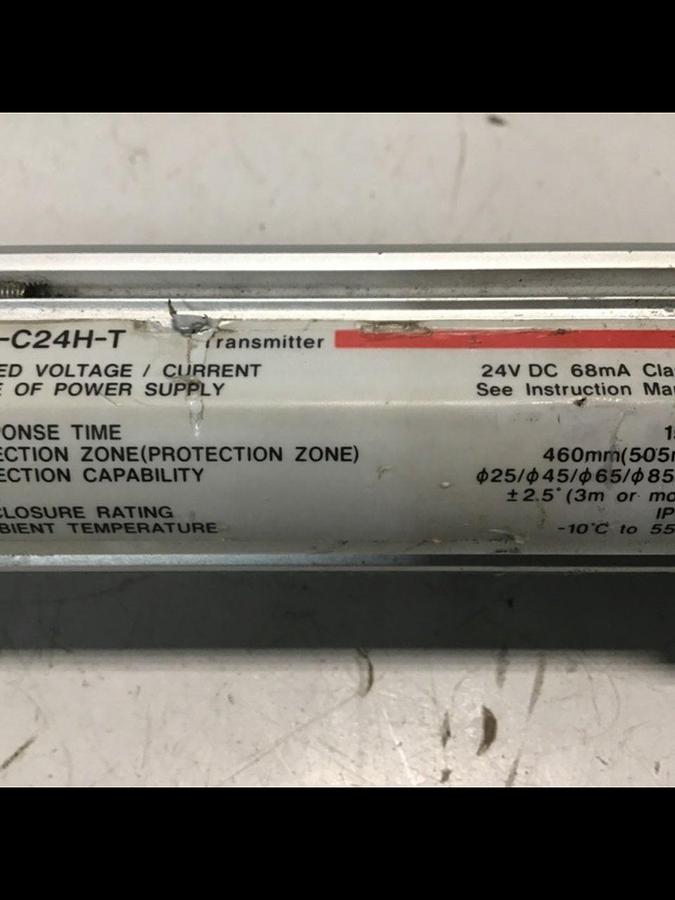 -C24H-T Transmitter
ED VOLTAGE / CURRENT 24V DC 68mA Cla
E OF POWER SUPPLY See Instruction Ma
PONSE TIME 1
ECTION ZONE(PROTECTION ZONE) 460mm(505
ECTION CAPABILITY φ25/φ45/φ65/φ85
±2.5° (3m or mo
CLOSURE RATING IP
BIENT TEMPERATURE -10°C to 55